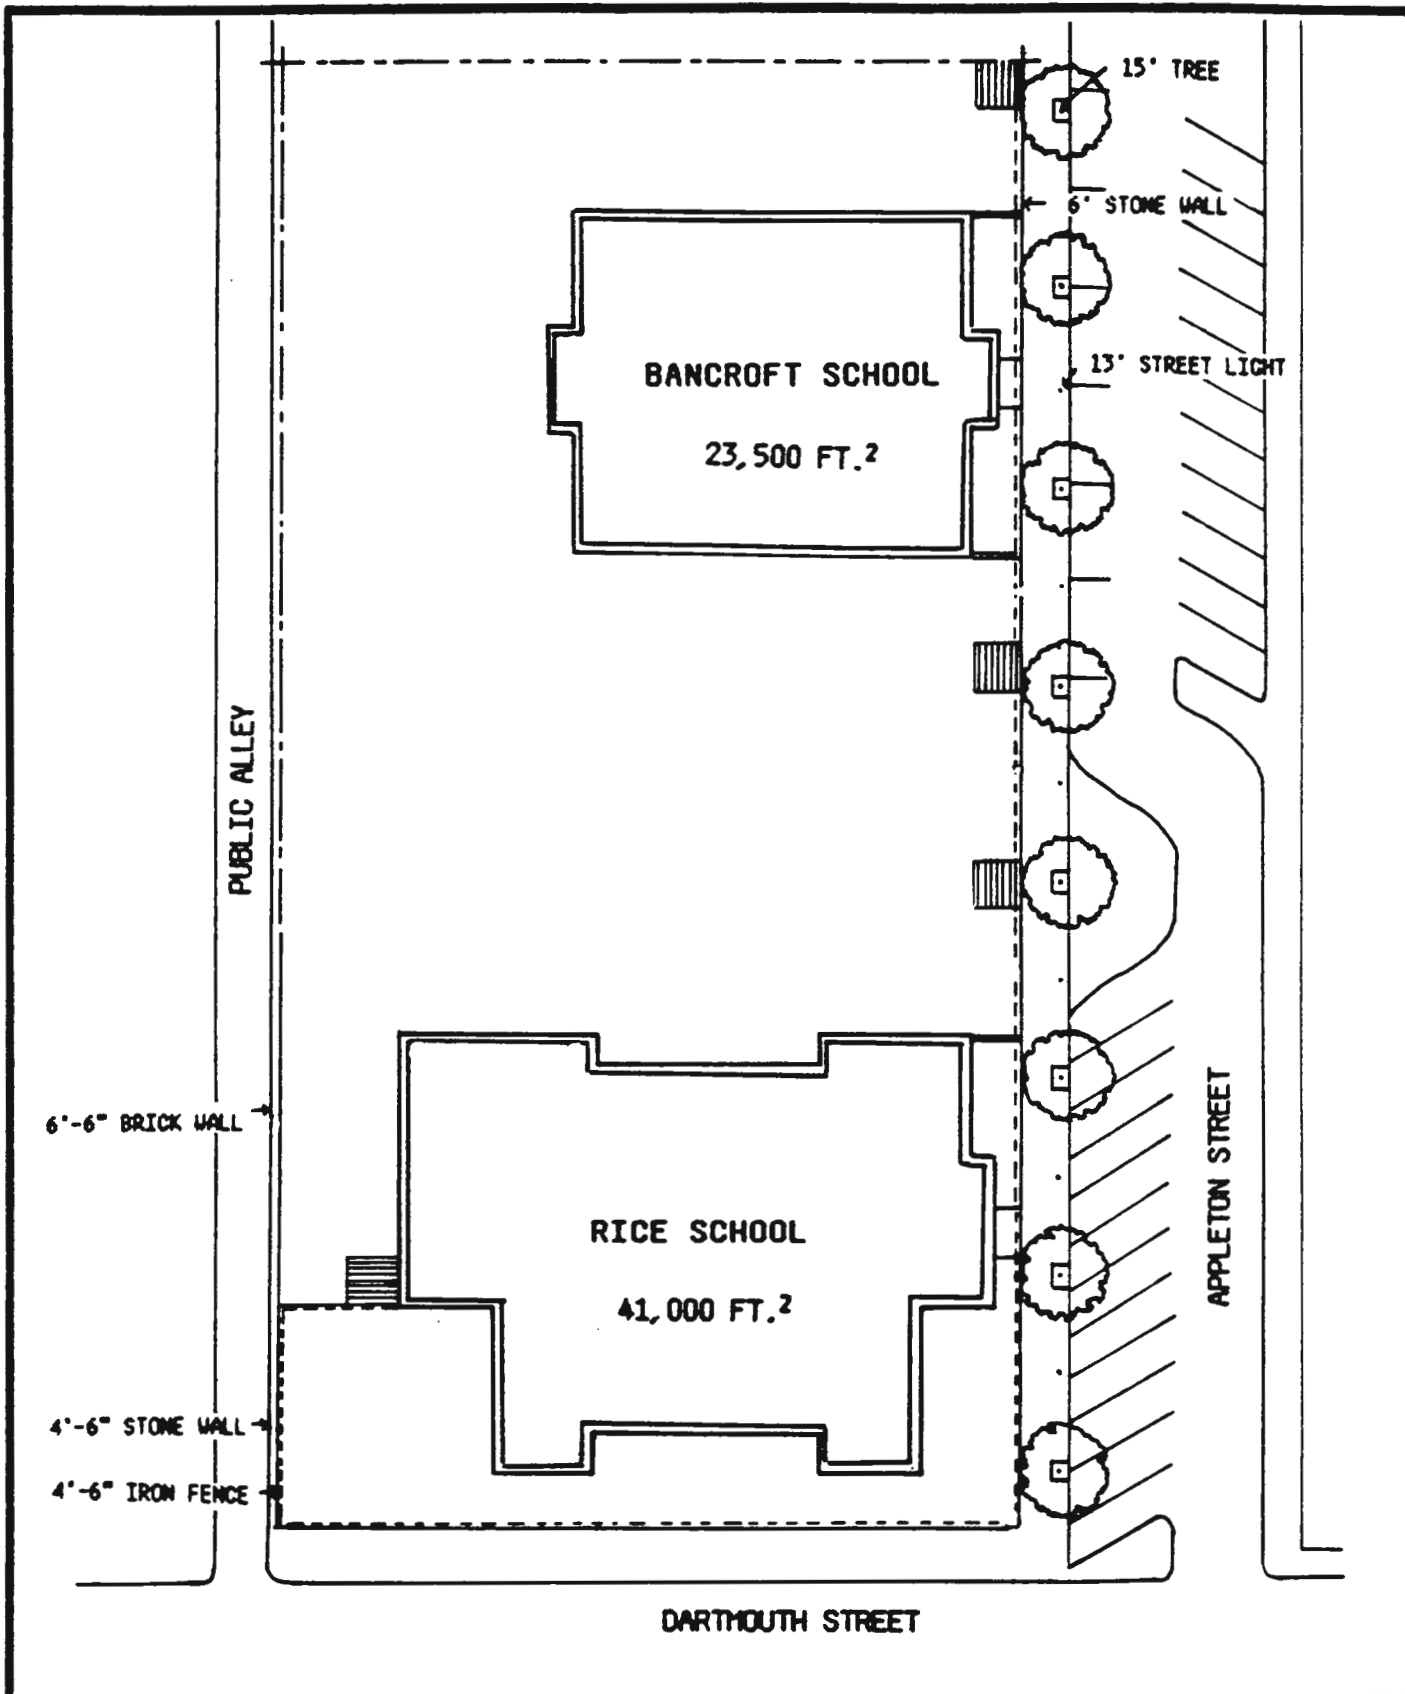 15' TREE
6' STONE WALL
13' STREET LIGHT
BANCROFT SCHOOL
23,500 FT.²
PUBLIC ALLEY
6'-6" BRICK WALL
RICE SCHOOL
41,000 FT.²
APPLETON STREET
4'-6" STONE WALL
4'-6" IRON FENCE
DARTMOUTH STREET